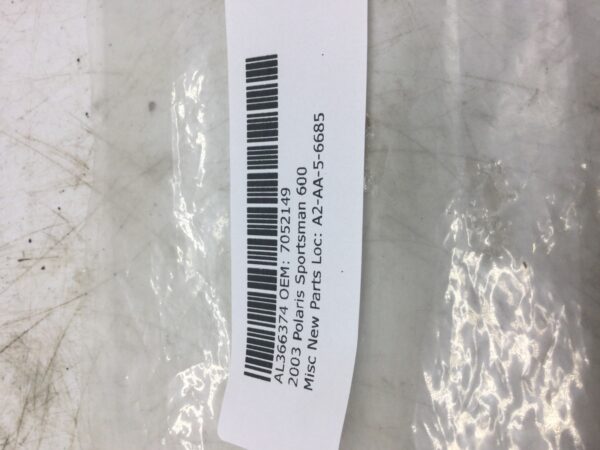 AL366374 OEM: 7052149
2003 Polaris Sportsman 600
Misc New Parts Loc: A2-AA-5-6685